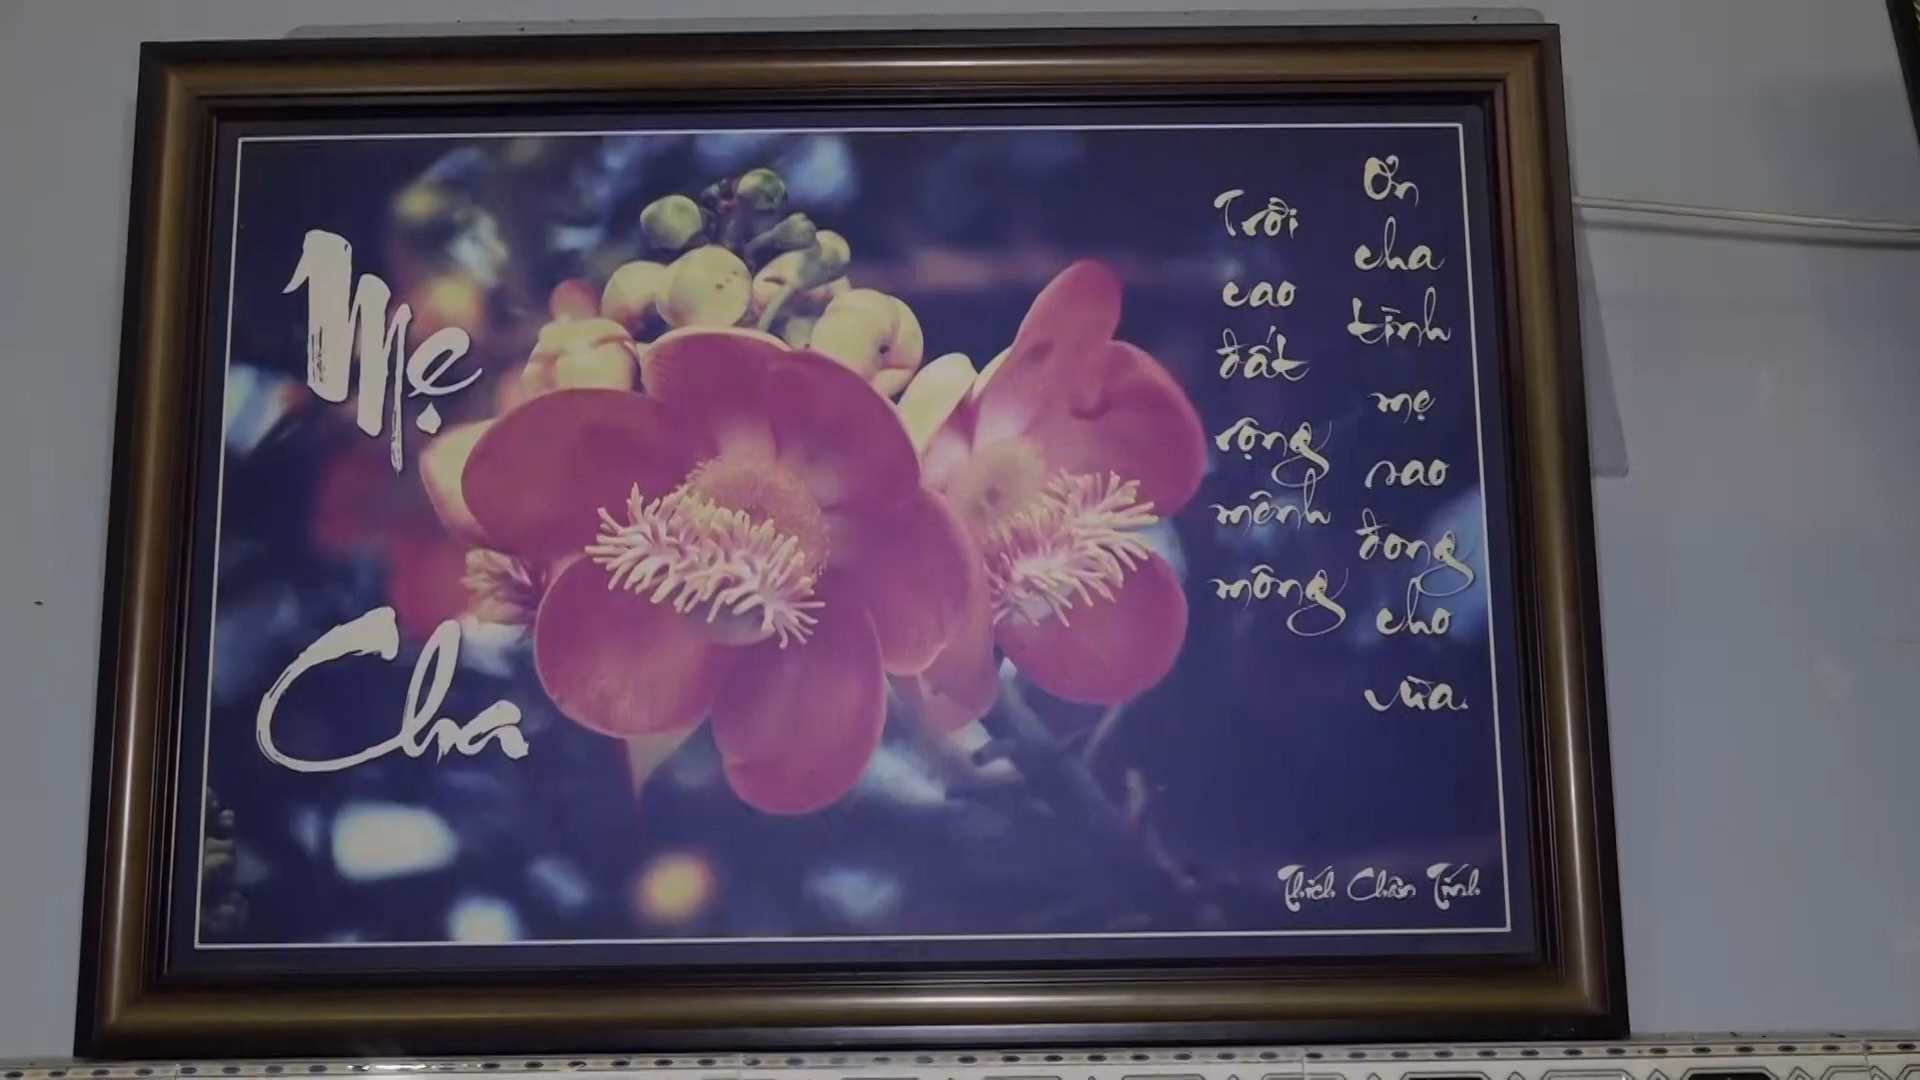 Mẹ
Cha
Trời
cao
đất
rộng
mênh
mông
Ơn
cha
tình
mẹ
sao
đong
cho
vừa.
Thích Chân Tính